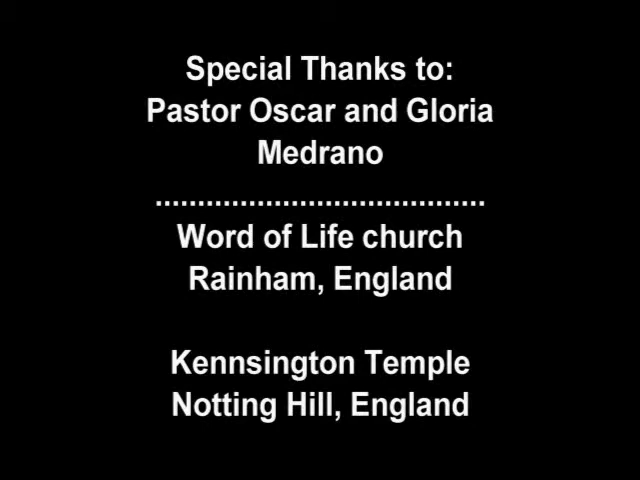 Special Thanks to:
Pastor Oscar and Gloria
Medrano
.......................................
Word of Life church
Rainham, England
Kennsington Temple
Notting Hill, England